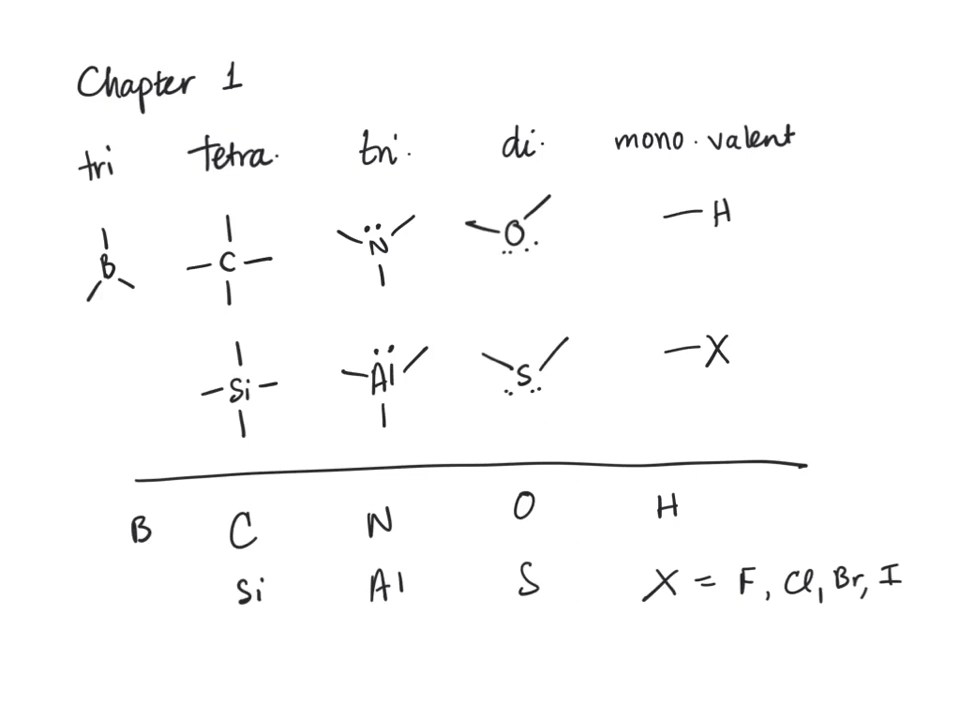 Chapter 1
tri tetra. tri. di. mono.valent
B C N O H
Si Al S X
B C N O H
Si Al S X = F, Cl, Br, I